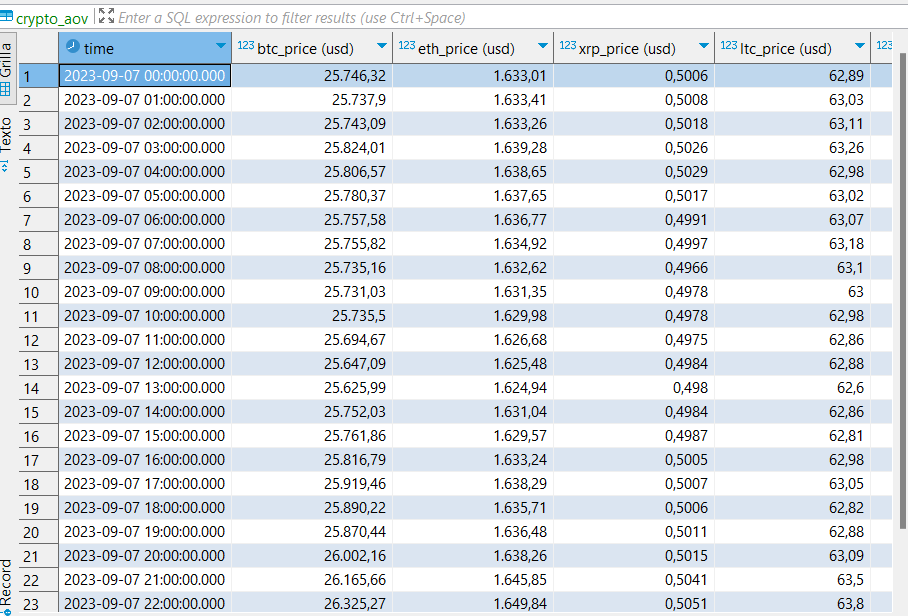 crypto_aov Enter a SQL expression to filter results (use Ctrl+Space)
Grilla
Texto
Record
time 123 btc_price (usd) 123 eth_price (usd) 123 xrp_price (usd) 123 ltc_price (usd) 123
1 2023-09-07 00:00:00.000 25.746,32 1.633,01 0,5006 62,89
2 2023-09-07 01:00:00.000 25.737,9 1.633,41 0,5008 63,03
3 2023-09-07 02:00:00.000 25.743,09 1.633,26 0,5018 63,11
4 2023-09-07 03:00:00.000 25.824,01 1.639,28 0,5026 63,26
5 2023-09-07 04:00:00.000 25.806,57 1.638,65 0,5029 62,98
6 2023-09-07 05:00:00.000 25.780,37 1.637,65 0,5017 63,02
7 2023-09-07 06:00:00.000 25.757,58 1.636,77 0,4991 63,07
8 2023-09-07 07:00:00.000 25.755,82 1.634,92 0,4997 63,18
9 2023-09-07 08:00:00.000 25.735,16 1.632,62 0,4966 63,1
10 2023-09-07 09:00:00.000 25.731,03 1.631,35 0,4978 63
11 2023-09-07 10:00:00.000 25.735,5 1.629,98 0,4978 62,98
12 2023-09-07 11:00:00.000 25.694,67 1.626,68 0,4975 62,86
13 2023-09-07 12:00:00.000 25.647,09 1.625,48 0,4984 62,88
14 2023-09-07 13:00:00.000 25.625,99 1.624,94 0,498 62,6
15 2023-09-07 14:00:00.000 25.752,03 1.631,04 0,4984 62,86
16 2023-09-07 15:00:00.000 25.761,86 1.629,57 0,4987 62,81
17 2023-09-07 16:00:00.000 25.816,79 1.633,24 0,5005 62,98
18 2023-09-07 17:00:00.000 25.919,46 1.638,29 0,5007 63,05
19 2023-09-07 18:00:00.000 25.890,22 1.635,71 0,5006 62,82
20 2023-09-07 19:00:00.000 25.870,44 1.636,48 0,5011 62,88
21 2023-09-07 20:00:00.000 26.002,16 1.638,26 0,5015 63,09
22 2023-09-07 21:00:00.000 26.165,66 1.645,85 0,5041 63,5
23 2023-09-07 22:00:00.000 26.325,27 1.649,84 0,5051 63,8